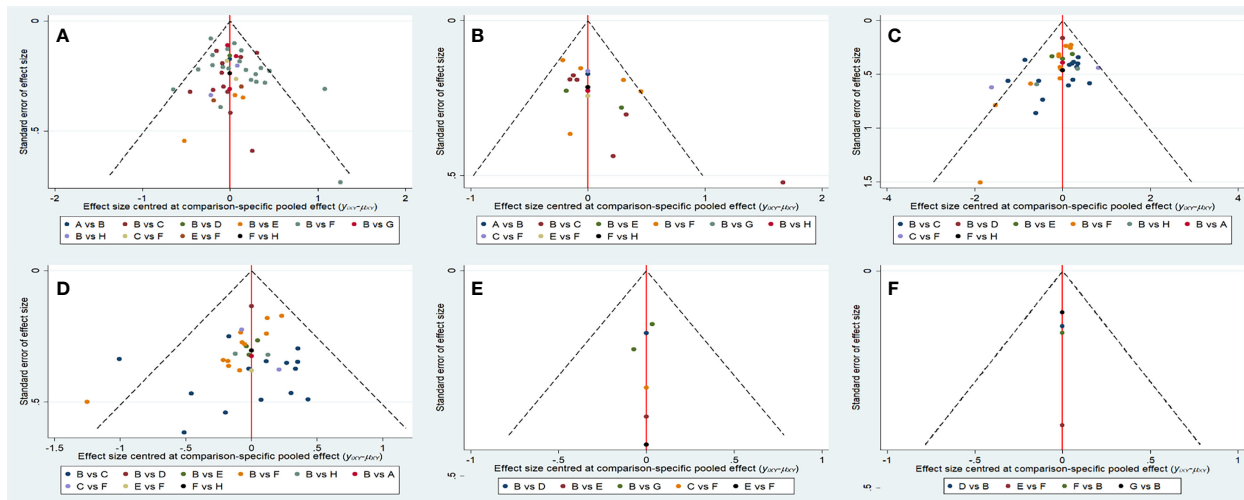 A
Standard error of effect size
0
.5
-2
-1
0
1
2
Effect size centred at comparison-specific pooled effect (yᵢXY-μXY)
A vs B
B vs C
B vs D
B vs E
B vs F
B vs G
B vs H
C vs F
E vs F
F vs H
B
Standard error of effect size
0
.5
-1
0
1
2
Effect size centred at comparison-specific pooled effect (yᵢXY-μXY)
A vs B
B vs C
B vs E
B vs F
B vs G
B vs H
C vs F
E vs F
F vs H
C
Standard error of effect size
0
.5
1
1.5
-4
-2
0
2
4
Effect size centred at comparison-specific pooled effect (yᵢXY-μXY)
B vs C
B vs D
B vs E
B vs F
B vs H
B vs A
C vs F
F vs H
D
Standard error of effect size
0
.5
-1.5
-1
-.5
0
.5
1
Effect size centred at comparison-specific pooled effect (yᵢXY-μXY)
B vs C
B vs D
B vs E
B vs F
B vs H
B vs A
C vs F
E vs F
F vs H
E
Standard error of effect size
0
.5
-1
-.5
0
.5
1
Effect size centred at comparison-specific pooled effect (yᵢXY-μXY)
B vs D
B vs E
B vs G
C vs F
E vs F
F
Standard error of effect size
0
.5
-1
-.5
0
.5
1
Effect size centred at comparison-specific pooled effect (yᵢXY-μXY)
D vs B
E vs F
F vs B
G vs B